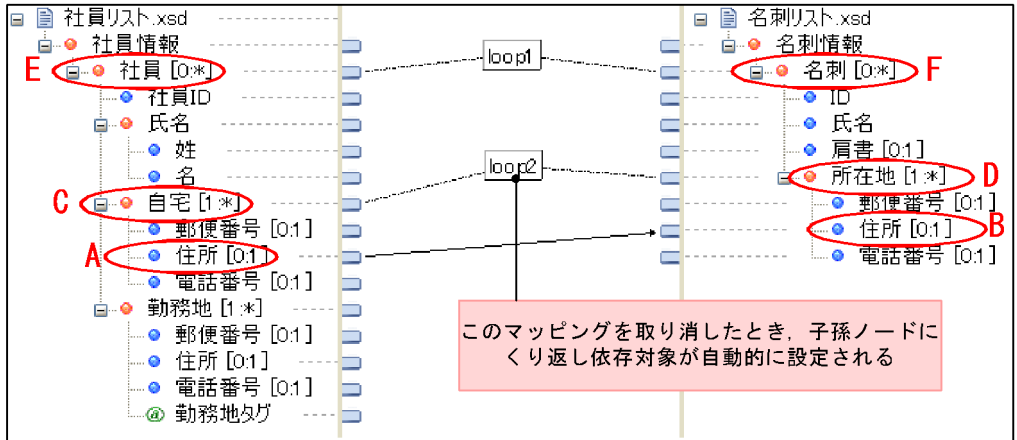 社員リスト.xsd
社員情報
E 社員 [0:*]
社員ID
氏名
姓
名
C 自宅 [1:*]
郵便番号 [0:1]
A 住所 [0:1]
電話番号 [0:1]
勤務地 [1:*]
郵便番号 [0:1]
住所 [0:1]
電話番号 [0:1]
a 勤務地タグ
loop1
loop2
このマッピングを取り消したとき，子孫ノードに
くり返し依存対象が自動的に設定される
名刺リスト.xsd
名刺情報
名刺 [0:*] F
ID
氏名
肩書 [0:1]
所在地 [1:*] D
郵便番号 [0:1]
住所 [0:1] B
電話番号 [0:1]